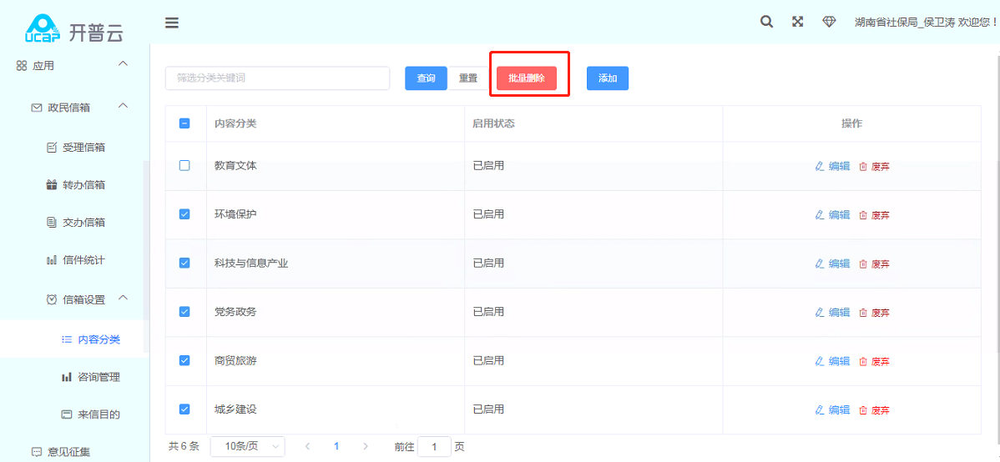 ucap 开普云
湖南省社保局_侯卫涛 欢迎您！
应用
政民信箱
受理信箱
转办信箱
交办信箱
信件统计
信箱设置
内容分类
咨询管理
来信目的
意见征集
筛选分类关键词 查询 重置 批量删除 添加
内容分类 启用状态 操作
教育文体 已启用 编辑 废弃
环境保护 已启用 编辑 废弃
科技与信息产业 已启用 编辑 废弃
党务政务 已启用 编辑 废弃
商贸旅游 已启用 编辑 废弃
城乡建设 已启用 编辑 废弃
共 6 条 10条/页 1 前往 1 页